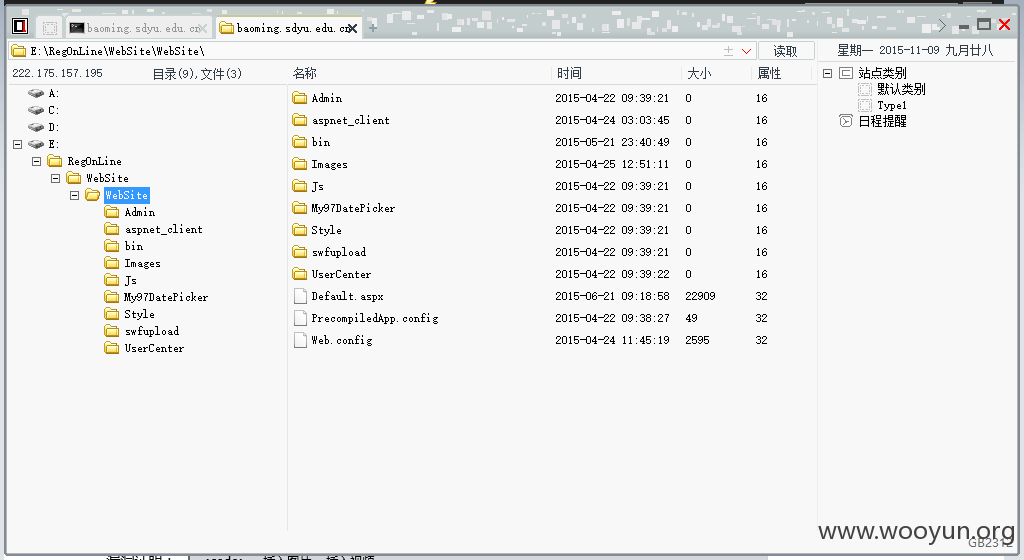 baoming.sdyu.edu.cn
baoming.sdyu.edu.cn
E:\RegOnLine\WebSite\WebSite\
读取
星期一 2015-11-09 九月廿八
222.175.157.195
目录(9),文件(3)
名称 时间 大小 属性
A:
C:
D:
E:
RegOnLine
WebSite
WebSite
Admin
aspnet_client
bin
Images
Js
My97DatePicker
Style
swfupload
UserCenter
Admin 2015-04-22 09:39:21 0 16
aspnet_client 2015-04-24 03:03:45 0 16
bin 2015-05-21 23:40:49 0 16
Images 2015-04-25 12:51:11 0 16
Js 2015-04-22 09:39:21 0 16
My97DatePicker 2015-04-22 09:39:21 0 16
Style 2015-04-22 09:39:21 0 16
swfupload 2015-04-22 09:39:21 0 16
UserCenter 2015-04-22 09:39:22 0 16
Default.aspx 2015-06-21 09:18:58 22909 32
PrecompiledApp.config 2015-04-22 09:38:27 49 32
Web.config 2015-04-24 11:45:19 2595 32
站点类别
默认类别
Type1
日程提醒
www.wooyun.org
GB2312